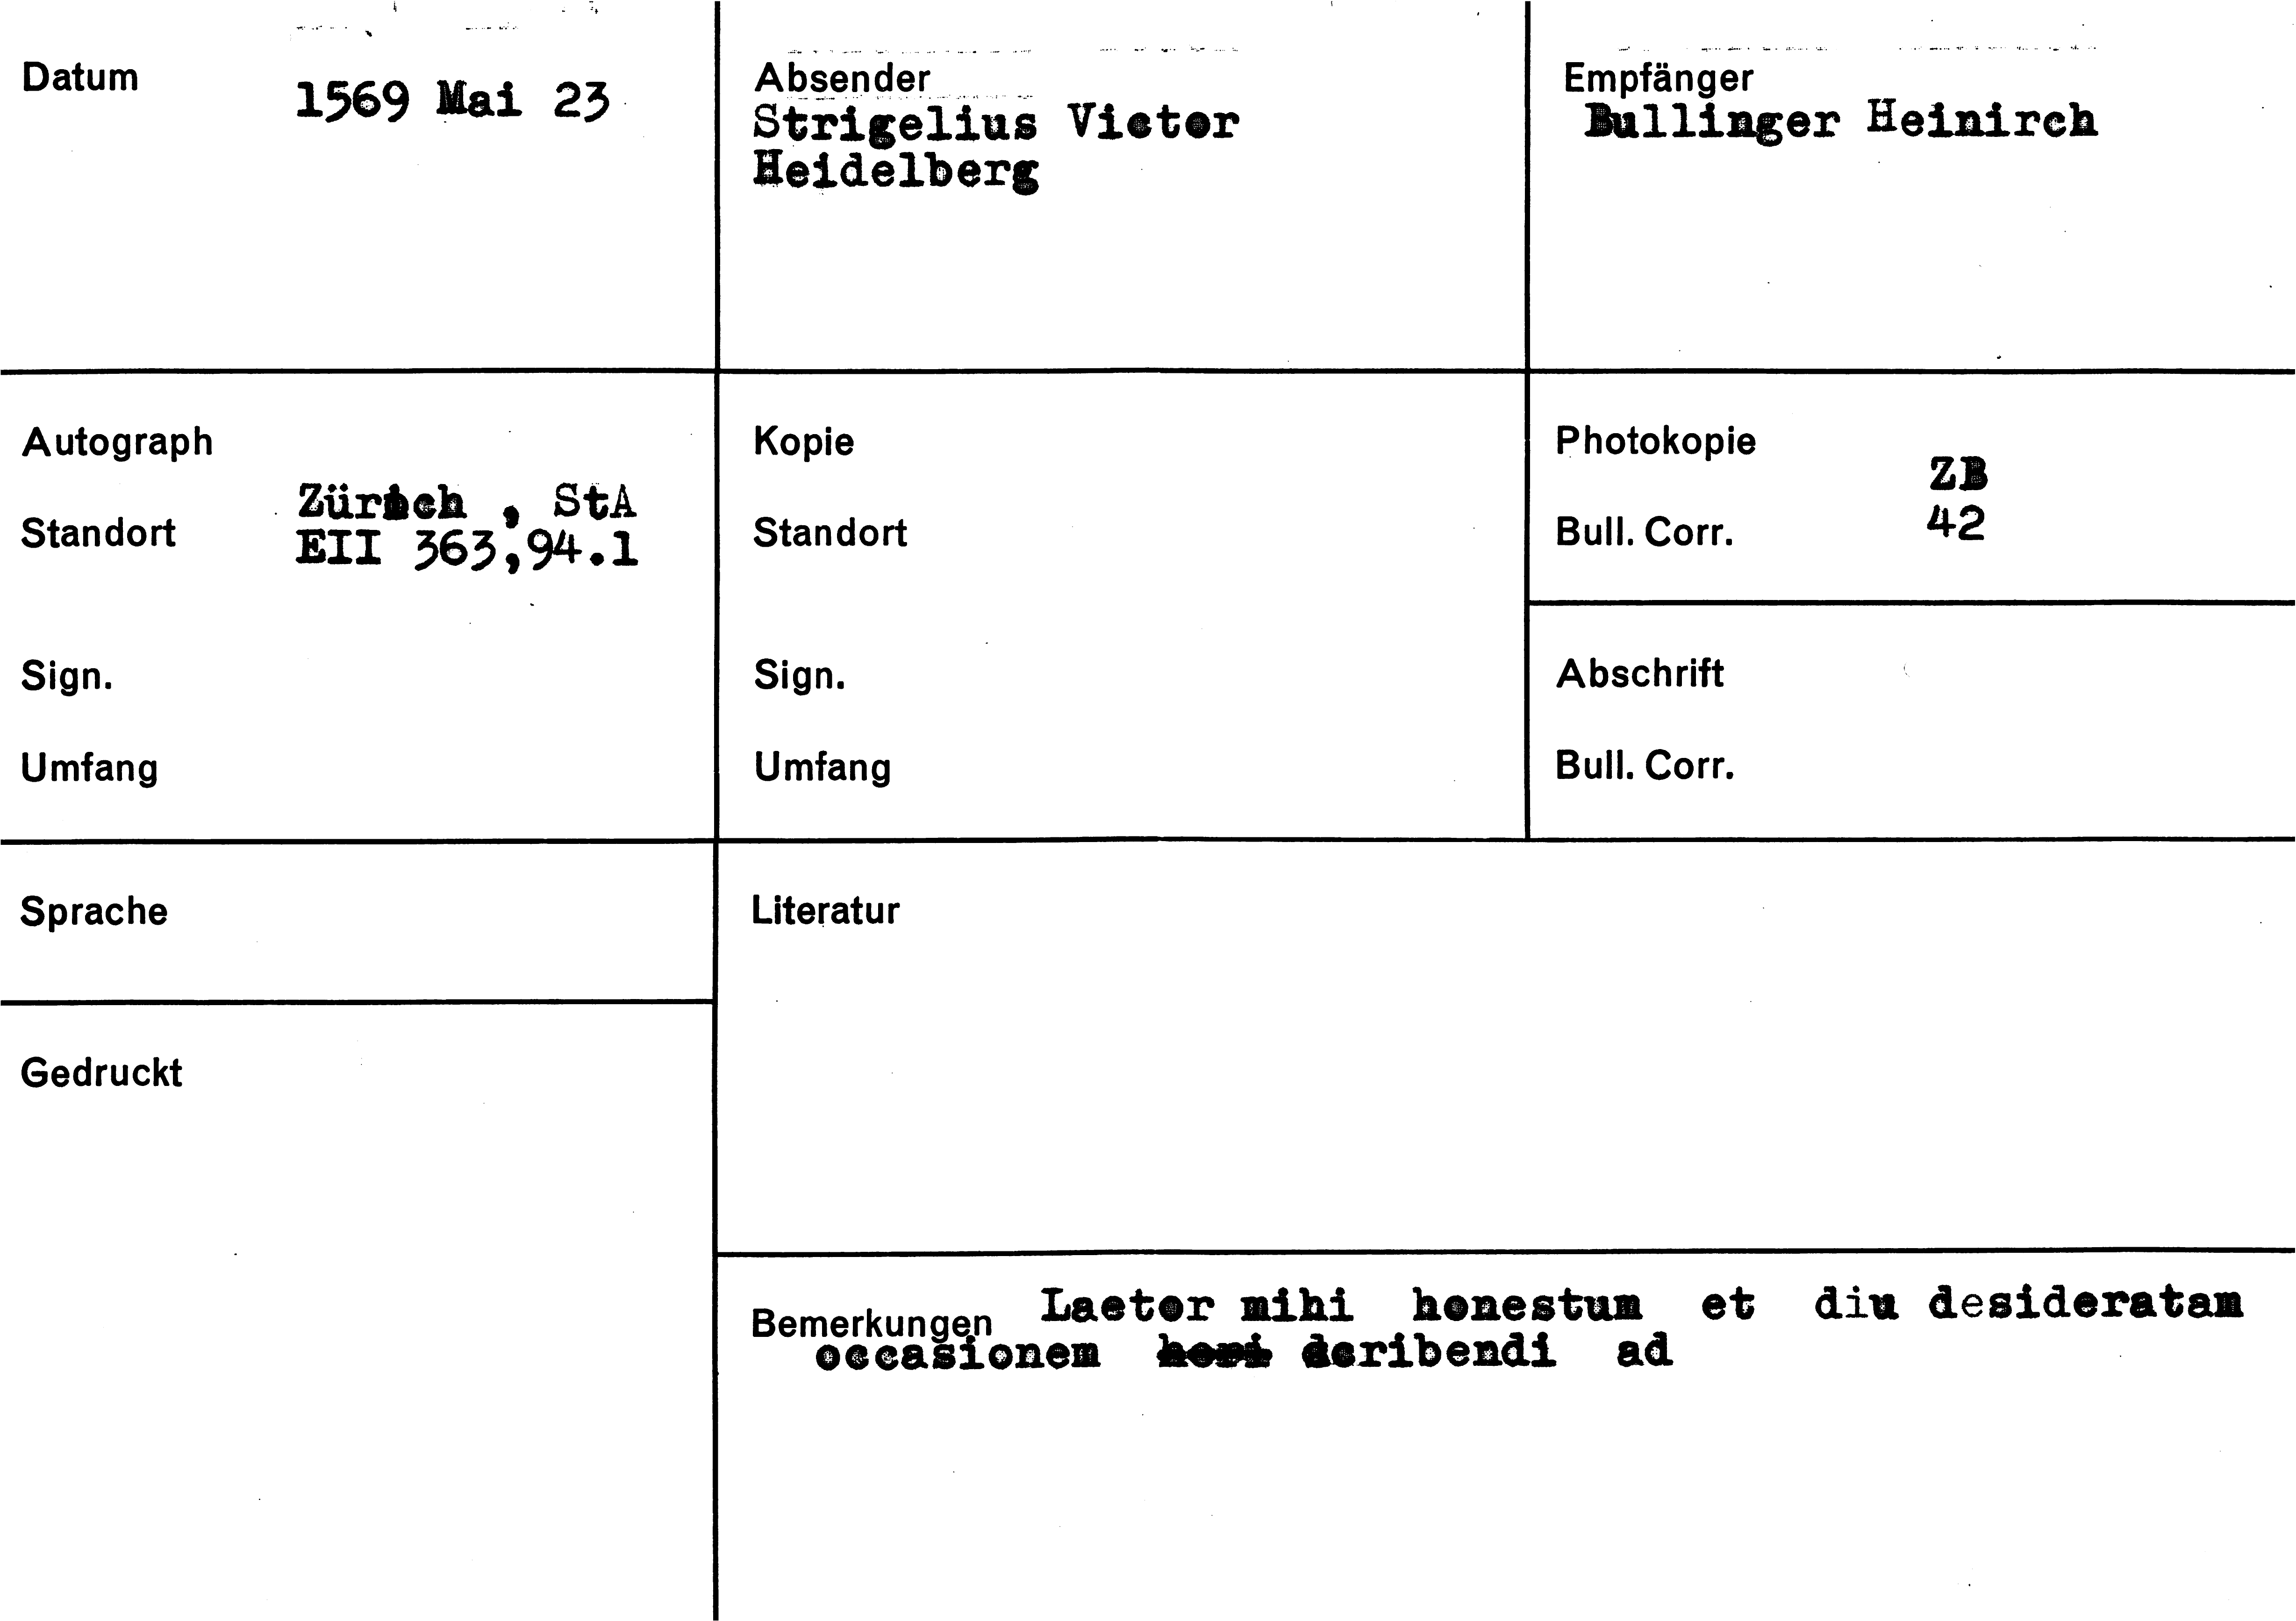 Datum
1569 Mai 23
Absender
Strigelius Victor
Heidelberg
Empfänger
Bullinger Heinirch
Autograph
Standort
Zürich , StA
EII 363,94.1
Sign.
Umfang
Kopie
Standort
Sign.
Umfang
Photokopie
ZB
Bull. Corr.
42
Abschrift
Bull. Corr.
Sprache
Gedruckt
Literatur
Bemerkungen Laetor mihi honestum et diu desideratam
occasionem scribendi ad